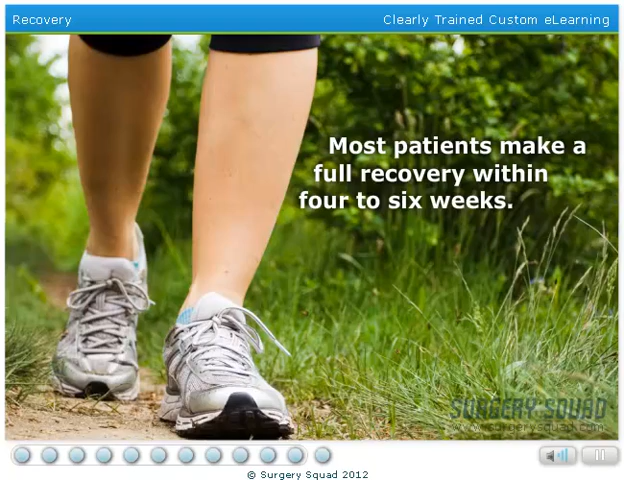 Recovery
Clearly Trained Custom eLearning
Most patients make a
full recovery within
four to six weeks.
SURGERY SQUAD
www.surgerysquad.com
© Surgery Squad 2012